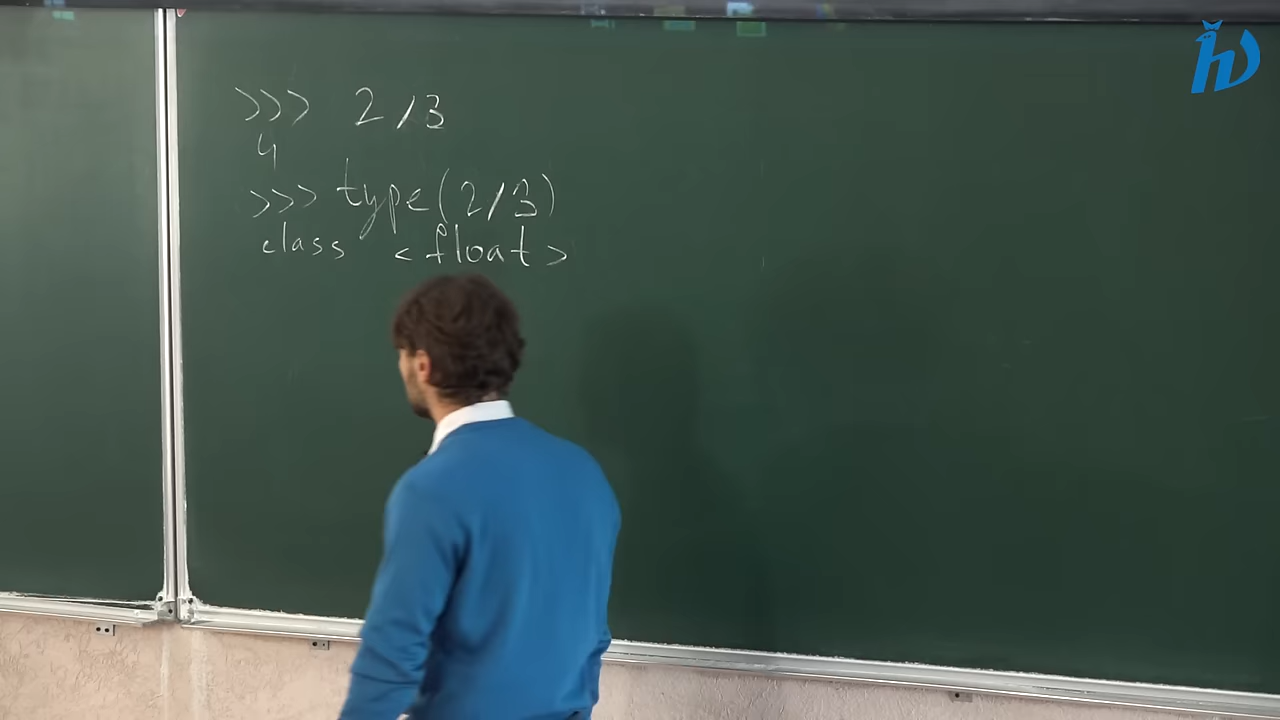 >>> 2/3
4
>>> type(2/3)
class <float>